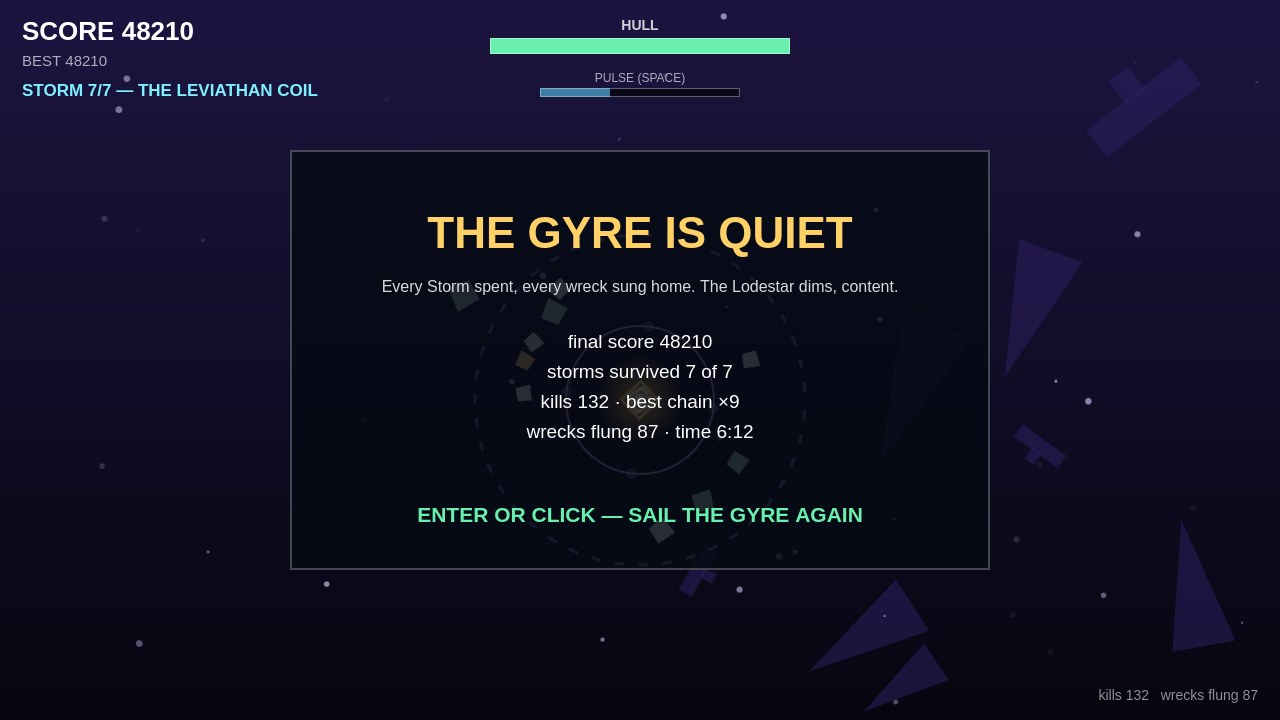 SCORE 48210
BEST 48210
STORM 7/7 — THE LEVIATHAN COIL
HULL
PULSE (SPACE)
THE GYRE IS QUIET
Every Storm spent, every wreck sung home. The Lodestar dims, content.
final score 48210
storms survived 7 of 7
kills 132 · best chain ×9
wrecks flung 87 · time 6:12
ENTER OR CLICK — SAIL THE GYRE AGAIN
kills 132   wrecks flung 87